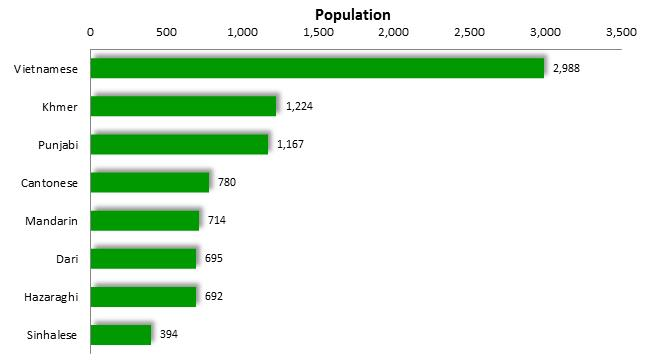 Population
0 500 1,000 1,500 2,000 2,500 3,000 3,500
Vietnamese 2,988
Khmer 1,224
Punjabi 1,167
Cantonese 780
Mandarin 714
Dari 695
Hazaraghi 692
Sinhalese 394